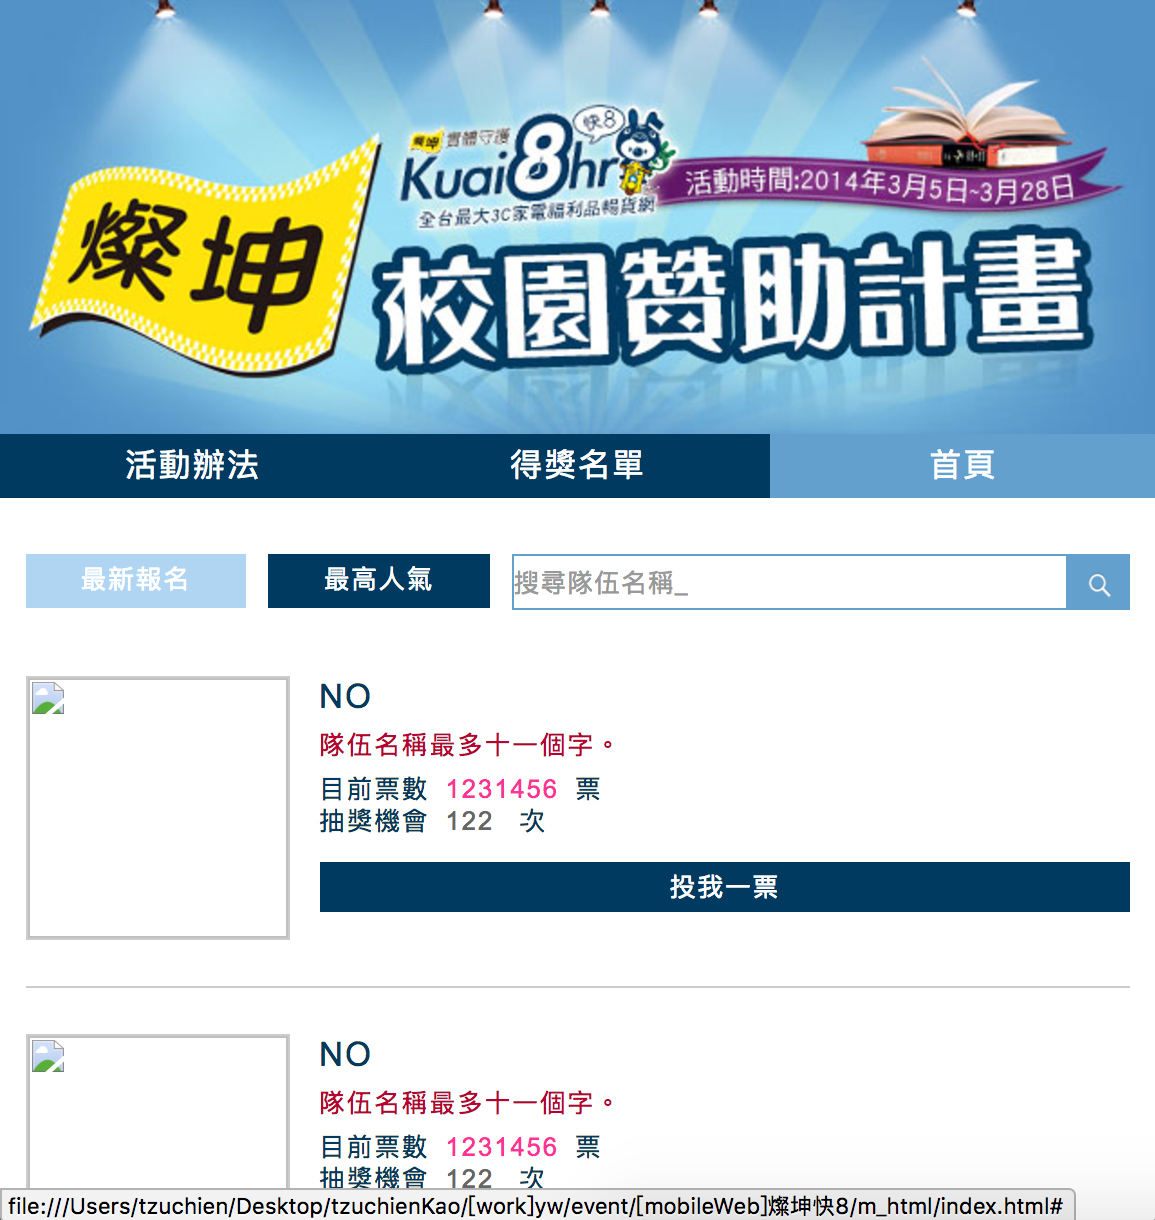 快8
燦坤 實體守護
Kuai8hr
全台最大3C家電福利品暢貨網
活動時間:2014年3月5日~3月28日
燦坤
校園贊助計畫
活動辦法 得獎名單 首頁
最新報名 最高人氣 搜尋隊伍名稱_
NO
隊伍名稱最多十一個字。
目前票數 1231456 票
抽獎機會 122 次
投我一票
NO
隊伍名稱最多十一個字。
目前票數 1231456 票
抽獎機會 122 次
file:///Users/tzuchien/Desktop/tzuchienKao/[work]yw/event/[mobileWeb]燦坤快8/m_html/index.html#